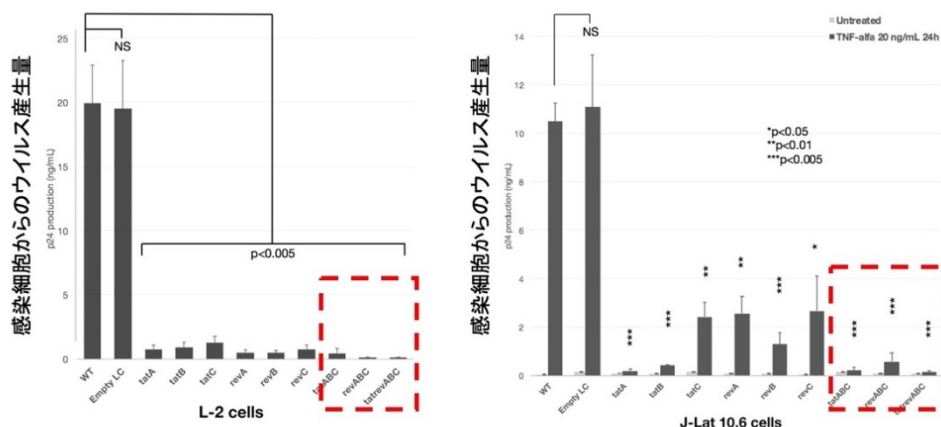 感染細胞からのウイルス産生量
p24 production (ng/mL)
25
20
15
10
5
0
NS
p<0.005
WT
Empty LC
tatA
tatB
tatC
revA
revB
revC
tatABC
revABC
tatrevABC
L-2 cells
感染細胞からのウイルス産生量
p24 production (ng/mL)
14
12
10
8
6
4
2
0
NS
Untreated
TNF-alfa 20 ng/mL 24h
*p<0.05
**p<0.01
***p<0.005
***
***
**
**
***
*
***
***
***
WT
Empty LC
tatA
tatB
tatC
revA
revB
revC
tatABC
revABC
tatrevABC
J-Lat 10.6 cells